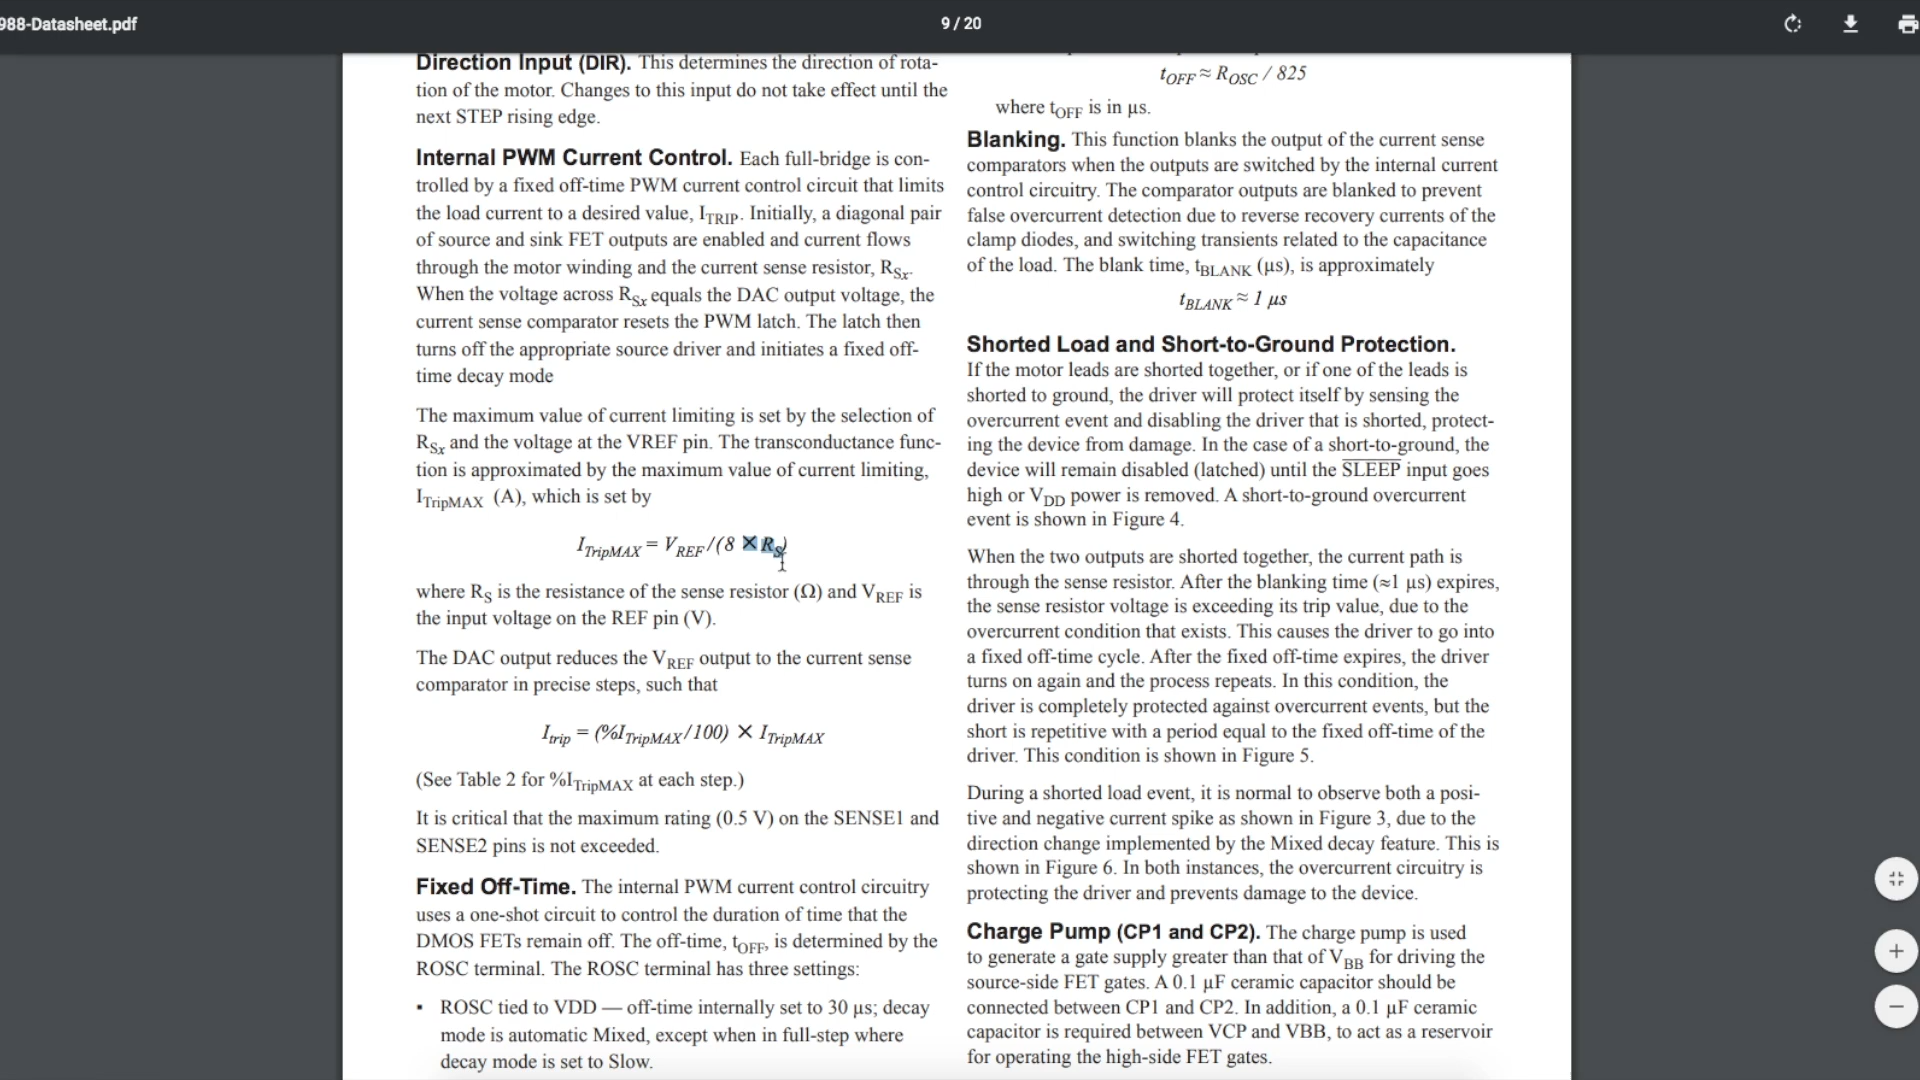 988-Datasheet.pdf
9 / 20
Direction Input (DIR). This determines the direction of rota-
tion of the motor. Changes to this input do not take effect until the
next STEP rising edge.
Internal PWM Current Control. Each full-bridge is con-
trolled by a fixed off-time PWM current control circuit that limits
the load current to a desired value, ITRIP. Initially, a diagonal pair
of source and sink FET outputs are enabled and current flows
through the motor winding and the current sense resistor, RSx.
When the voltage across RSx equals the DAC output voltage, the
current sense comparator resets the PWM latch. The latch then
turns off the appropriate source driver and initiates a fixed off-
time decay mode
The maximum value of current limiting is set by the selection of
RSx and the voltage at the VREF pin. The transconductance func-
tion is approximated by the maximum value of current limiting,
ITripMAX (A), which is set by
ITripMAX = VREF/(8 × RS)
where RS is the resistance of the sense resistor (Ω) and VREF is
the input voltage on the REF pin (V).
The DAC output reduces the VREF output to the current sense
comparator in precise steps, such that
Itrip = (%ITripMAX/100) × ITripMAX
(See Table 2 for %ITripMAX at each step.)
It is critical that the maximum rating (0.5 V) on the SENSE1 and
SENSE2 pins is not exceeded.
Fixed Off-Time. The internal PWM current control circuitry
uses a one-shot circuit to control the duration of time that the
DMOS FETs remain off. The off-time, tOFF, is determined by the
ROSC terminal. The ROSC terminal has three settings:
▪ ROSC tied to VDD — off-time internally set to 30 μs; decay
mode is automatic Mixed, except when in full-step where
decay mode is set to Slow.
tOFF ≈ ROSC / 825
where tOFF is in μs.
Blanking. This function blanks the output of the current sense
comparators when the outputs are switched by the internal current
control circuitry. The comparator outputs are blanked to prevent
false overcurrent detection due to reverse recovery currents of the
clamp diodes, and switching transients related to the capacitance
of the load. The blank time, tBLANK (μs), is approximately
tBLANK ≈ 1 μs
Shorted Load and Short-to-Ground Protection.
If the motor leads are shorted together, or if one of the leads is
shorted to ground, the driver will protect itself by sensing the
overcurrent event and disabling the driver that is shorted, protect-
ing the device from damage. In the case of a short-to-ground, the
device will remain disabled (latched) until the SLEEP input goes
high or VDD power is removed. A short-to-ground overcurrent
event is shown in Figure 4.
When the two outputs are shorted together, the current path is
through the sense resistor. After the blanking time (≈1 μs) expires,
the sense resistor voltage is exceeding its trip value, due to the
overcurrent condition that exists. This causes the driver to go into
a fixed off-time cycle. After the fixed off-time expires, the driver
turns on again and the process repeats. In this condition, the
driver is completely protected against overcurrent events, but the
short is repetitive with a period equal to the fixed off-time of the
driver. This condition is shown in Figure 5.
During a shorted load event, it is normal to observe both a posi-
tive and negative current spike as shown in Figure 3, due to the
direction change implemented by the Mixed decay feature. This is
shown in Figure 6. In both instances, the overcurrent circuitry is
protecting the driver and prevents damage to the device.
Charge Pump (CP1 and CP2). The charge pump is used
to generate a gate supply greater than that of VBB for driving the
source-side FET gates. A 0.1 μF ceramic capacitor should be
connected between CP1 and CP2. In addition, a 0.1 μF ceramic
capacitor is required between VCP and VBB, to act as a reservoir
for operating the high-side FET gates.